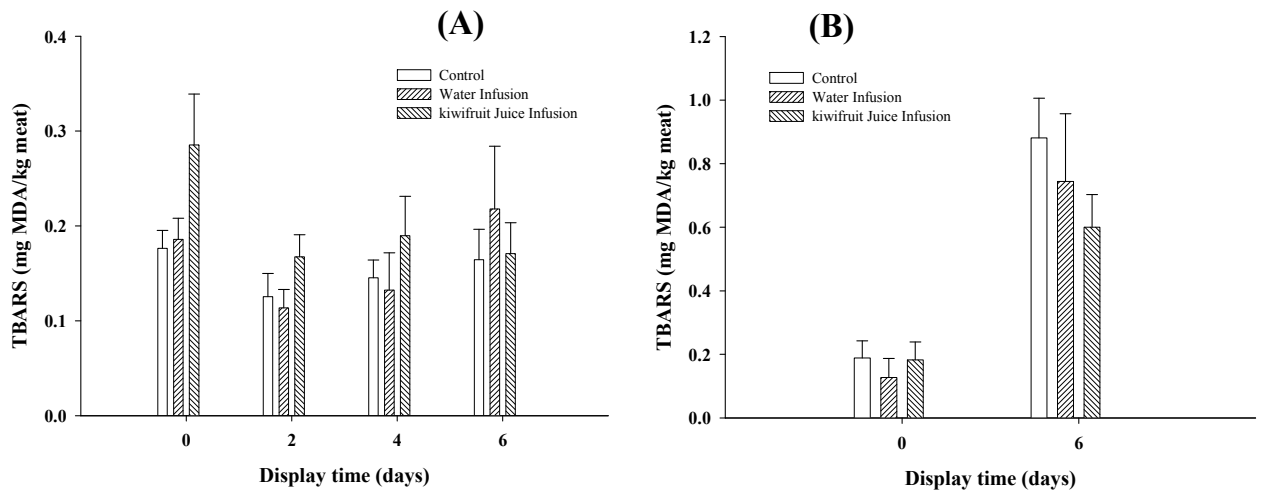 (A)
TBARS (mg MDA/kg meat)
0.4
0.3
0.2
0.1
0.0
Control
Water Infusion
kiwifruit Juice Infusion
0 2 4 6
Display time (days)
(B)
TBARS (mg MDA/kg meat)
1.2
1.0
0.8
0.6
0.4
0.2
0.0
Control
Water Infusion
kiwifruit Juice Infusion
0 6
Display time (days)